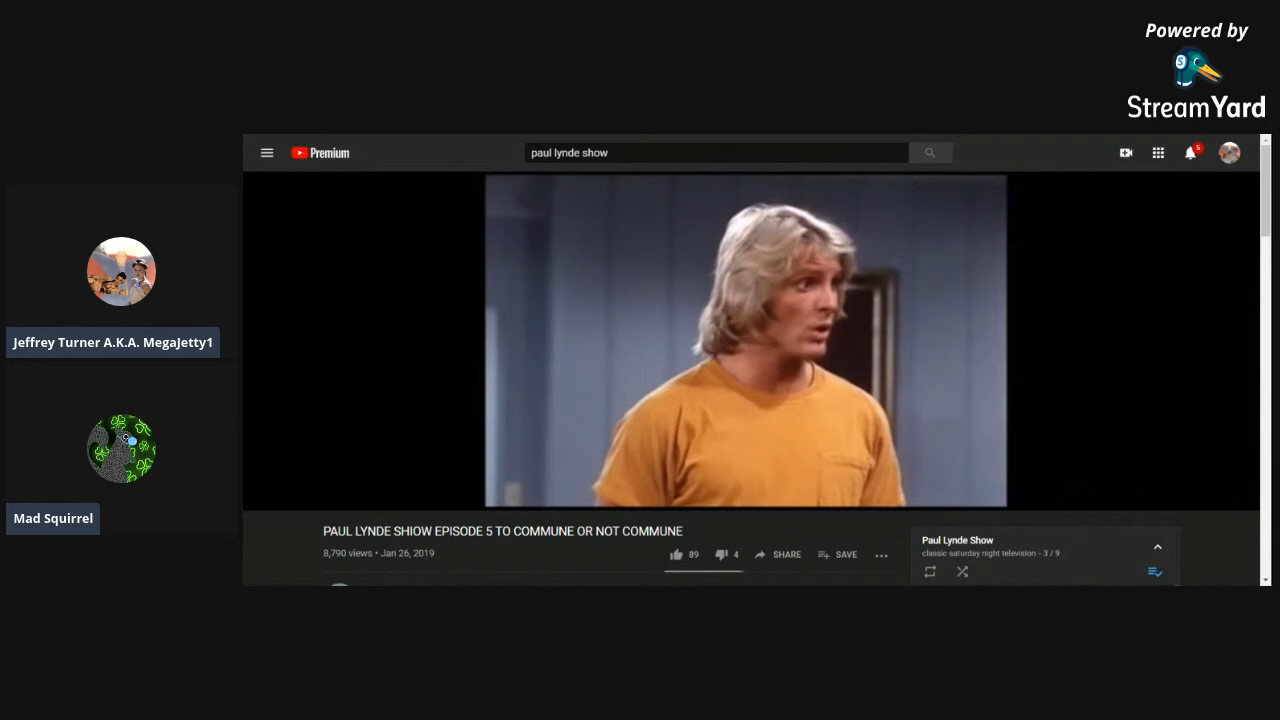 Powered by
StreamYard
Premium
paul lynde show
5
Jeffrey Turner A.K.A. MegaJetty1
Mad Squirrel
PAUL LYNDE SHIOW EPISODE 5 TO COMMUNE OR NOT COMMUNE
8,790 views • Jan 26, 2019
89
4
SHARE
SAVE
Paul Lynde Show
classic saturday night television - 3 / 9